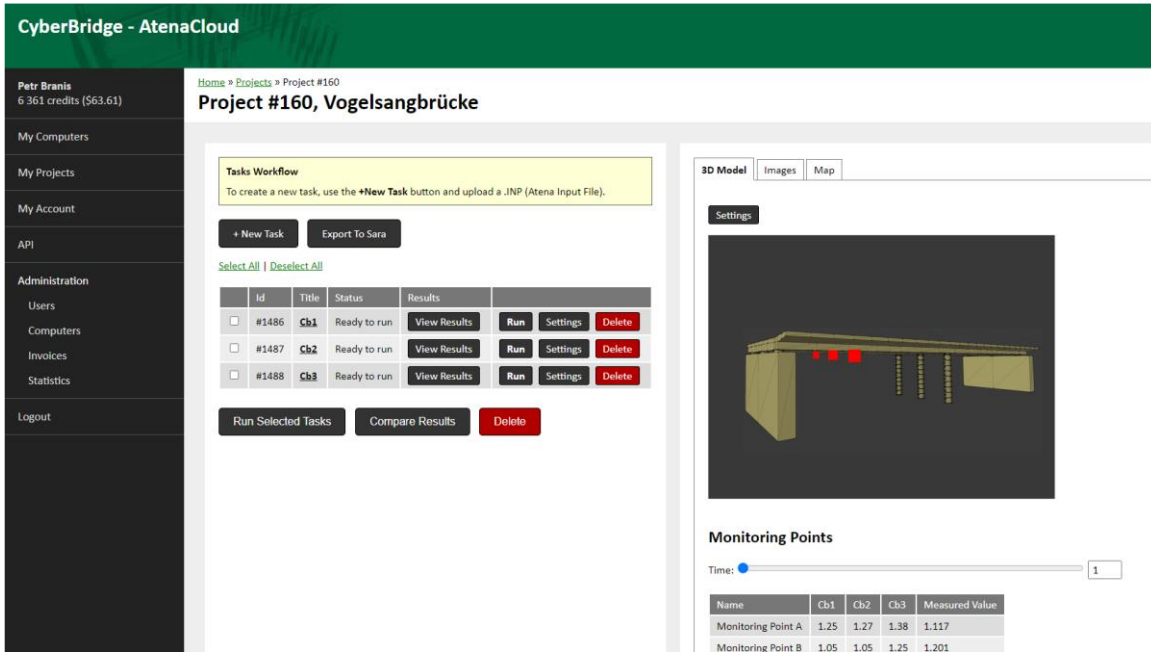 CyberBridge - AtenaCloud
Petr Branis
6 361 credits ($63.61)
My Computers
My Projects
My Account
API
Administration
Users
Computers
Invoices
Statistics
Logout
Home » Projects » Project #160
Project #160, Vogelsangbrücke
Tasks Workflow
To create a new task, use the +New Task button and upload a .INP (Atena Input File).
+ New Task Export To Sara
Select All | Deselect All
Id Title Status Results
#1486 Cb1 Ready to run View Results Run Settings Delete
#1487 Cb2 Ready to run View Results Run Settings Delete
#1488 Cb3 Ready to run View Results Run Settings Delete
Run Selected Tasks Compare Results Delete
3D Model Images Map
Settings
Monitoring Points
Time: 1
Name Cb1 Cb2 Cb3 Measured Value
Monitoring Point A 1.25 1.27 1.38 1.117
Monitoring Point B 1.05 1.05 1.25 1.201